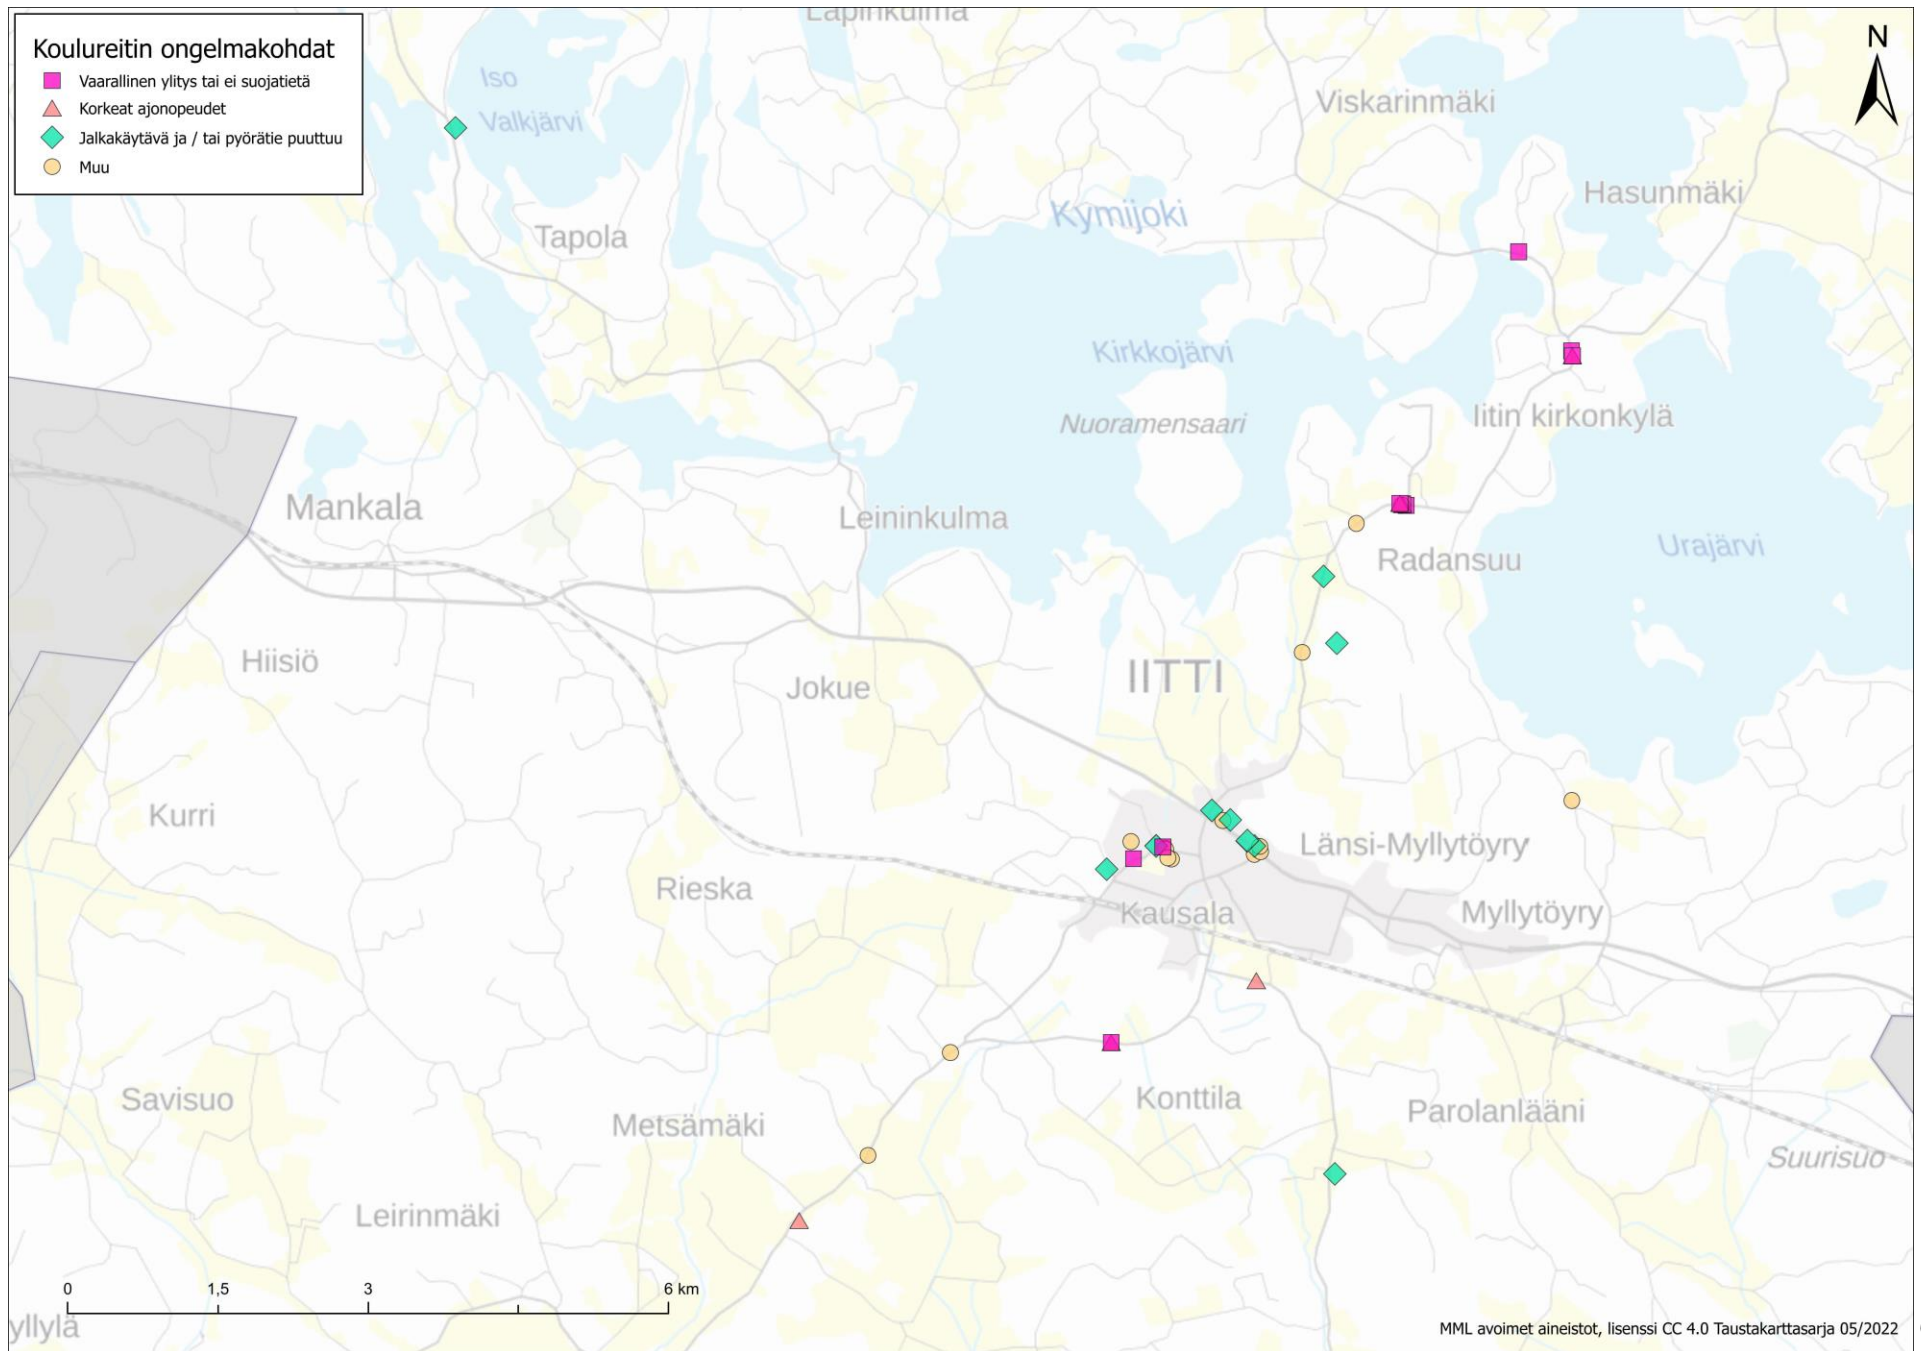 Lapinkulma
Koulureitin ongelmakohdat
Vaarallinen ylitys tai ei suojatietä
Korkeat ajonopeudet
Jalkakäytävä ja / tai pyörätie puuttuu
Muu
N
Iso
Valkjärvi
Viskarinmäki
Hasunmäki
Kymijoki
Tapola
Kirkkojärvi
Nuoramensaari
Iitin kirkonkylä
Mankala
Leininkulma
Radansuu
Urajärvi
Hiisiö
IITTI
Jokue
Kurri
Länsi-Myllytöyry
Rieska
Kausala
Myllytöyry
Savisuo
Konttila
Metsämäki
Parolanlääni
Suurisuo
Leirinmäki
0 1,5 3 6 km
yllylä
MML avoimet aineistot, lisenssi CC 4.0 Taustakarttasarja 05/2022